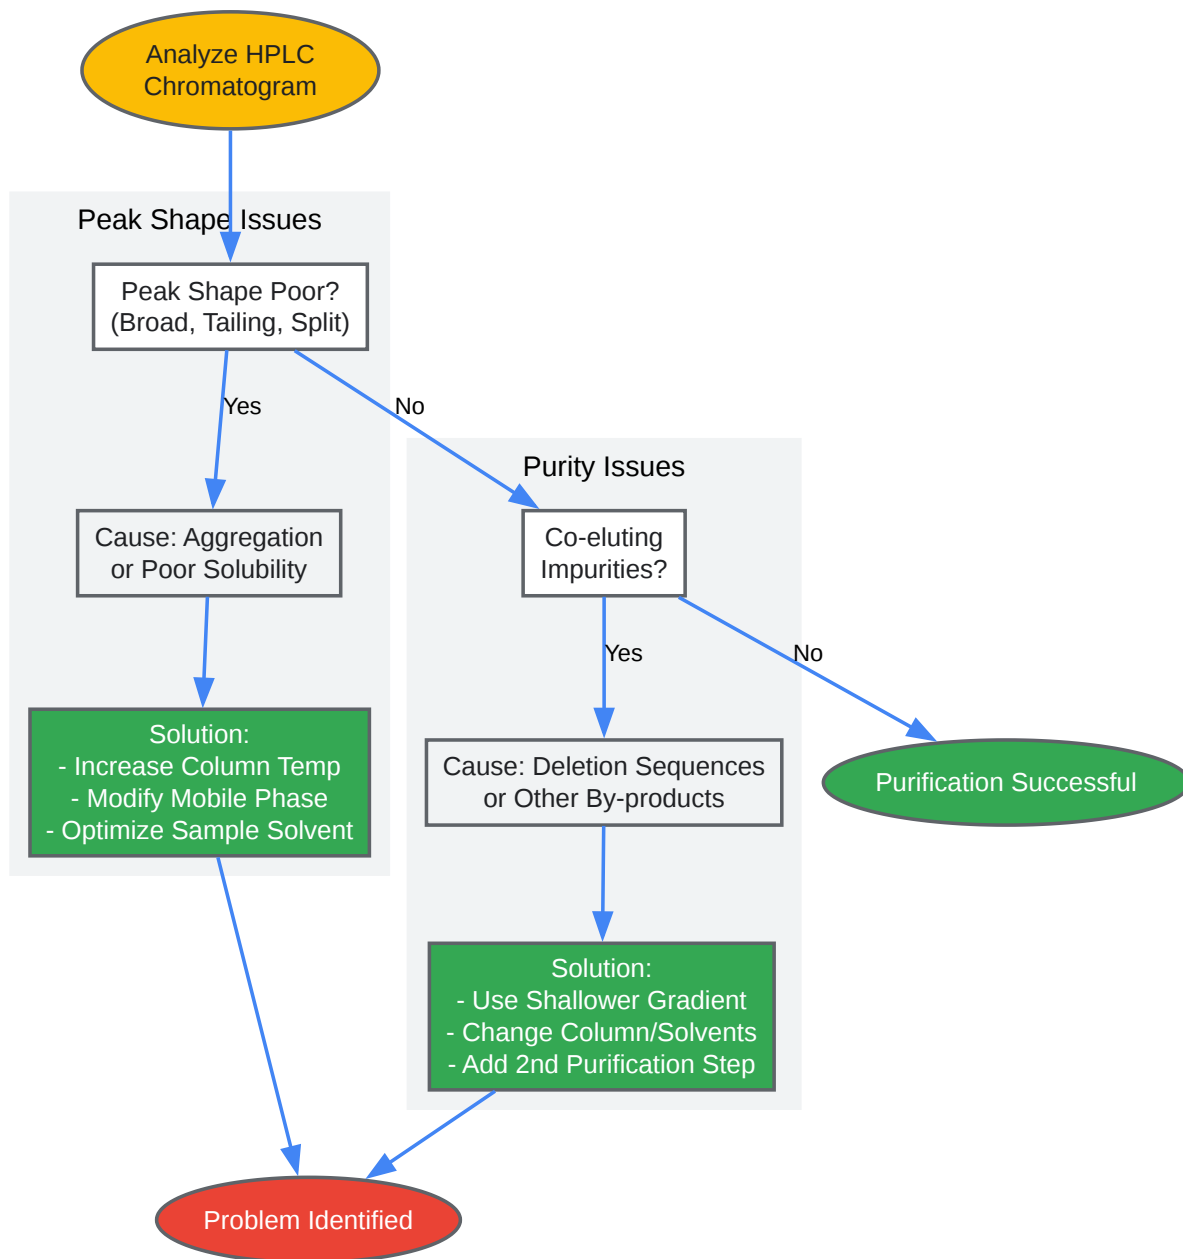 Analyze HPLC
Chromatogram
Peak Shape Issues
Peak Shape Poor?
(Broad, Tailing, Split)
Yes
No
Purity Issues
Cause: Aggregation
or Poor Solubility
Co-eluting
Impurities?
Yes
No
Solution:
- Increase Column Temp
- Modify Mobile Phase
- Optimize Sample Solvent
Cause: Deletion Sequences
or Other By-products
Purification Successful
Solution:
- Use Shallower Gradient
- Change Column/Solvents
- Add 2nd Purification Step
Problem Identified